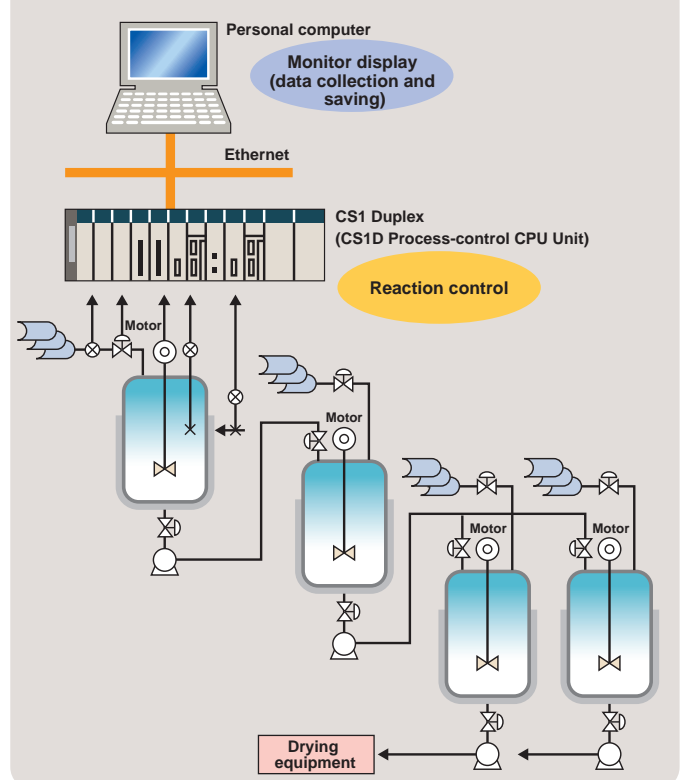 Personal computer
Monitor display
(data collection and
saving)
Ethernet
CS1 Duplex
(CS1D Process-control CPU Unit)
Reaction control
Motor
Motor
Motor
Motor
Drying
equipment